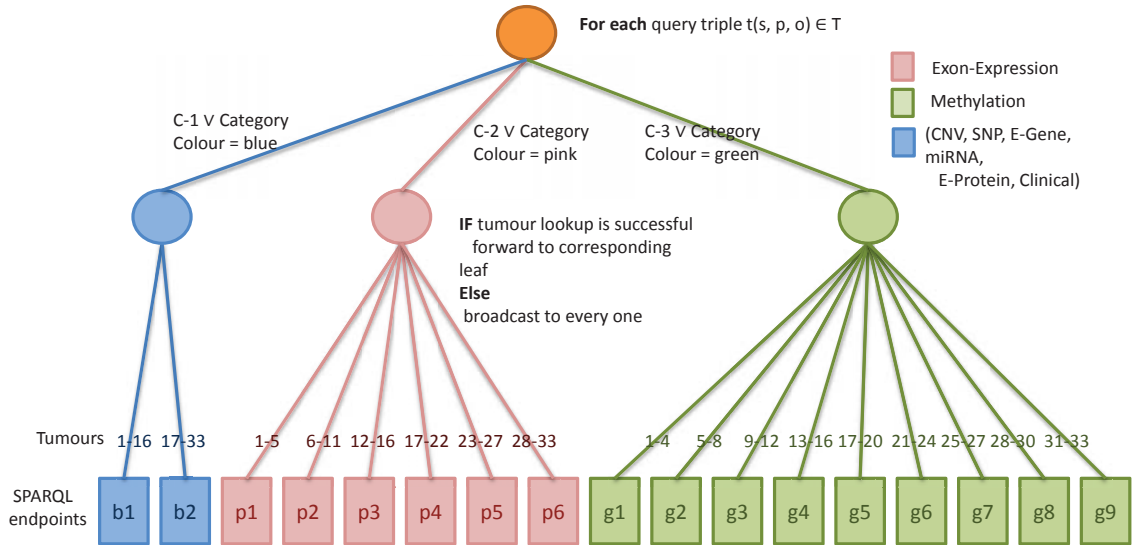 For each query triple t(s, p, o) ∈ T
Exon-Expression
Methylation
(CNV, SNP, E-Gene,
miRNA,
E-Protein, Clinical)
C-1 V Category
Colour = blue
C-2 V Category
Colour = pink
C-3 V Category
Colour = green
IF tumour lookup is successful
forward to corresponding
leaf
Else
broadcast to every one
Tumours 1-16 17-33 1-5 6-11 12-16 17-22 23-27 28-33 1-4 5-8 9-12 13-16 17-20 21-24 25-27 28-30 31-33
SPARQL
endpoints
b1 b2 p1 p2 p3 p4 p5 p6 g1 g2 g3 g4 g5 g6 g7 g8 g9